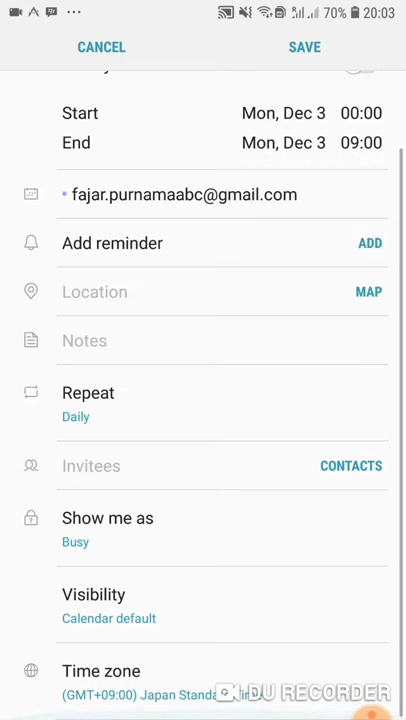 70% 20:03
CANCEL SAVE
Start Mon, Dec 3 00:00
End Mon, Dec 3 09:00
fajar.purnamaabc@gmail.com
Add reminder ADD
Location MAP
Notes
Repeat
Daily
Invitees CONTACTS
Show me as
Busy
Visibility
Calendar default
Time zone
(GMT+09:00) Japan Standard Time
DU RECORDER